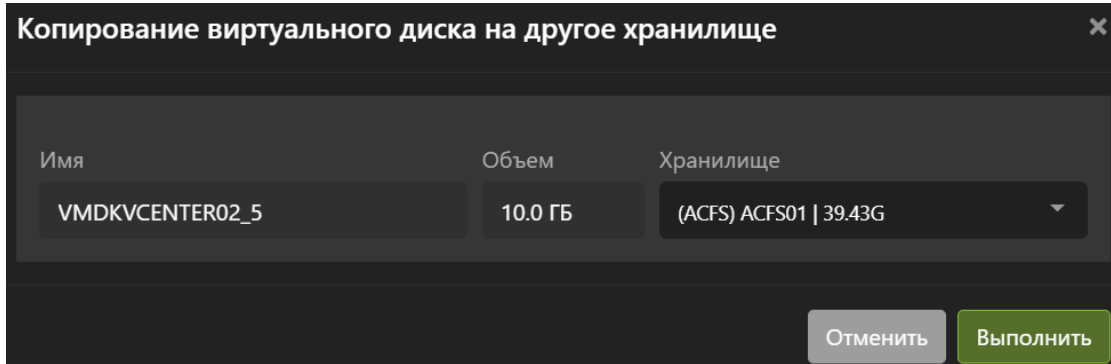 Копирование виртуального диска на другое хранилище
Имя Объем Хранилище
VMDKVCENTER02_5 10.0 ГБ (ACFS) ACFS01 | 39.43G
Отменить Выполнить